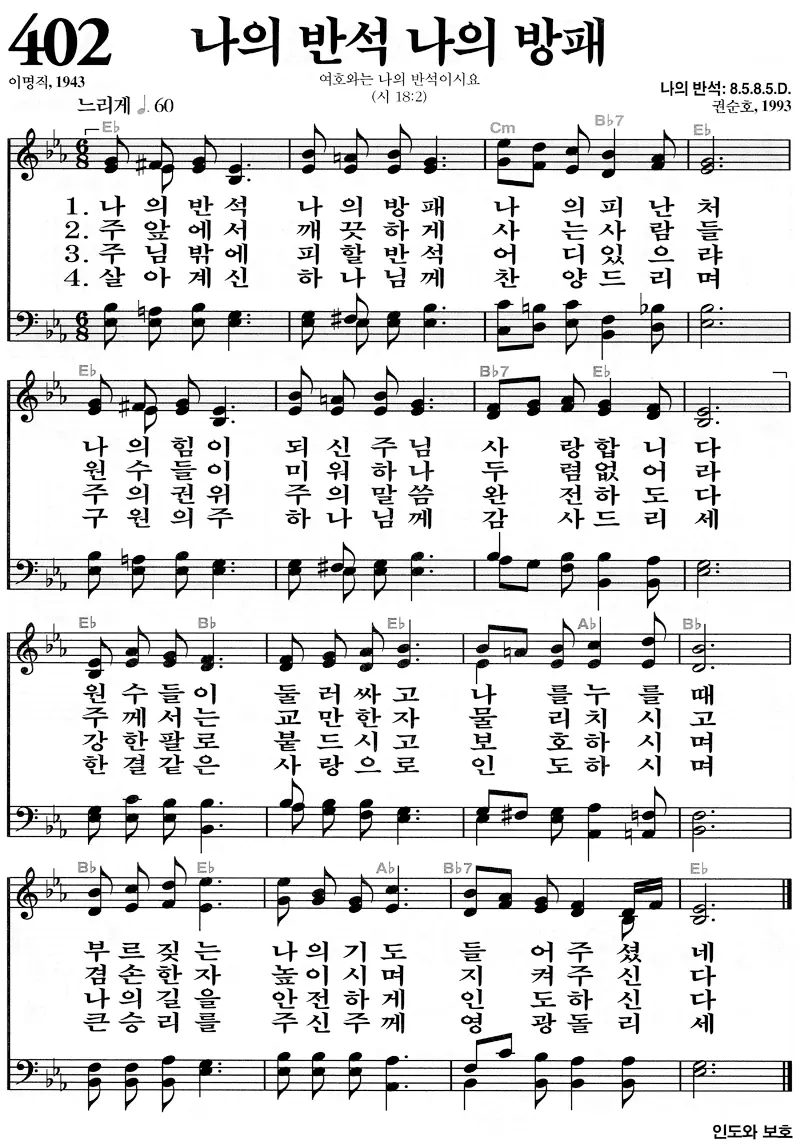 402 나의 반석 나의 방패
이명직, 1943
여호와는 나의 반석이시요
(시 18:2)
나의 반석: 8.5.8.5.D.
권순호, 1993
느리게 ♩. 60
E♭ Cm B♭7 E♭
1. 나 의 반 석 나 의 방 패 나 의 피 난 처
2. 주 앞 에 서 깨 끗 하 게 사 는 사 람 들
3. 주 님 밖 에 피 할 반 석 어 디 있 으 랴
4. 살 아 계 신 하 나 님 께 찬 양 드 리 며
E♭ B♭7 E♭
나 의 힘 이 되 신 주 님 사 랑 합 니 다
원 수 들 이 미 워 하 나 두 렴 없 어 라
주 의 권 위 주 의 말 씀 완 전 하 도 다
구 원 의 주 하 나 님 께 감 사 드 리 세
E♭ B♭ E♭ A♭ B♭
원 수 들 이 둘 러 싸 고 나 를 누 를 때
주 께 서 는 교 만 한 자 물 리 치 시 고
강 한 팔 로 붙 드 시 고 보 호 하 시 며
한 결 같 은 사 랑 으 로 인 도 하 시 며
B♭ E♭ A♭ B♭7 E♭
부 르 짖 는 나 의 기 도 들 어 주 셨 네
겸 손 한 자 높 이 시 며 지 켜 주 신 다
나 의 길 을 안 전 하 게 인 도 하 신 다
큰 승 리 를 주 신 주 께 영 광 돌 리 세
인도와 보호